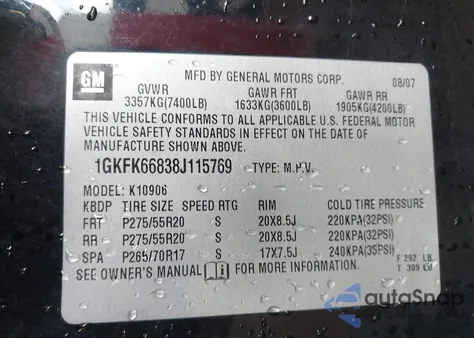 GM
MFD BY GENERAL MOTORS CORP. 08/07
GVWR GAWR FRT GAWR RR
3357KG(7400LB) 1633KG(3600LB) 1905KG(4200LB)
THIS VEHICLE CONFORMS TO ALL APPLICABLE U.S. FEDERAL MOTOR
VEHICLE SAFETY STANDARDS IN EFFECT ON THE DATE OF
MANUFACTURE SHOWN ABOVE.
1GKFK66838J115769 TYPE: M.P.V.
MODEL: K10906
KBDP TIRE SIZE SPEED RTG RIM COLD TIRE PRESSURE
FRT P275/55R20 S 20X8.5J 220KPA(32PSI)
RR P275/55R20 S 20X8.5J 220KPA(32PSI)
SPA P265/70R17 S 17X7.5J 240KPA(35PSI)
SEE OWNER'S MANUAL FOR MORE INFORMATION.
F 292 LB
T 309 LB
autoSnap